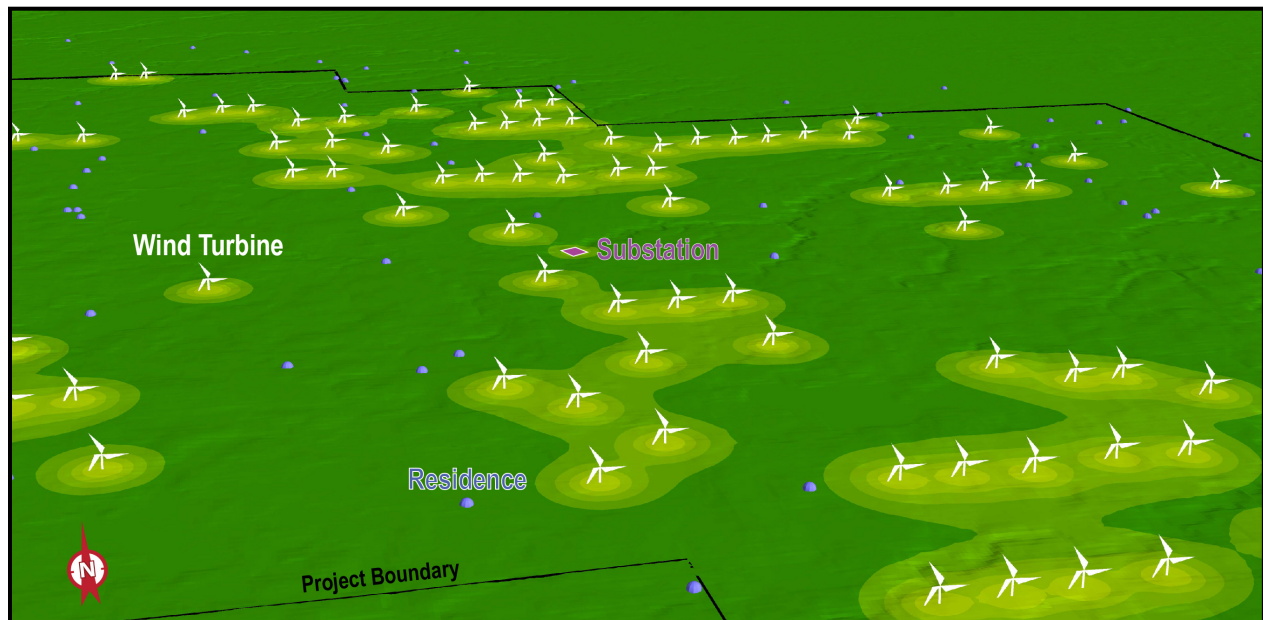 Wind Turbine
Substation
Residence
Project Boundary
N